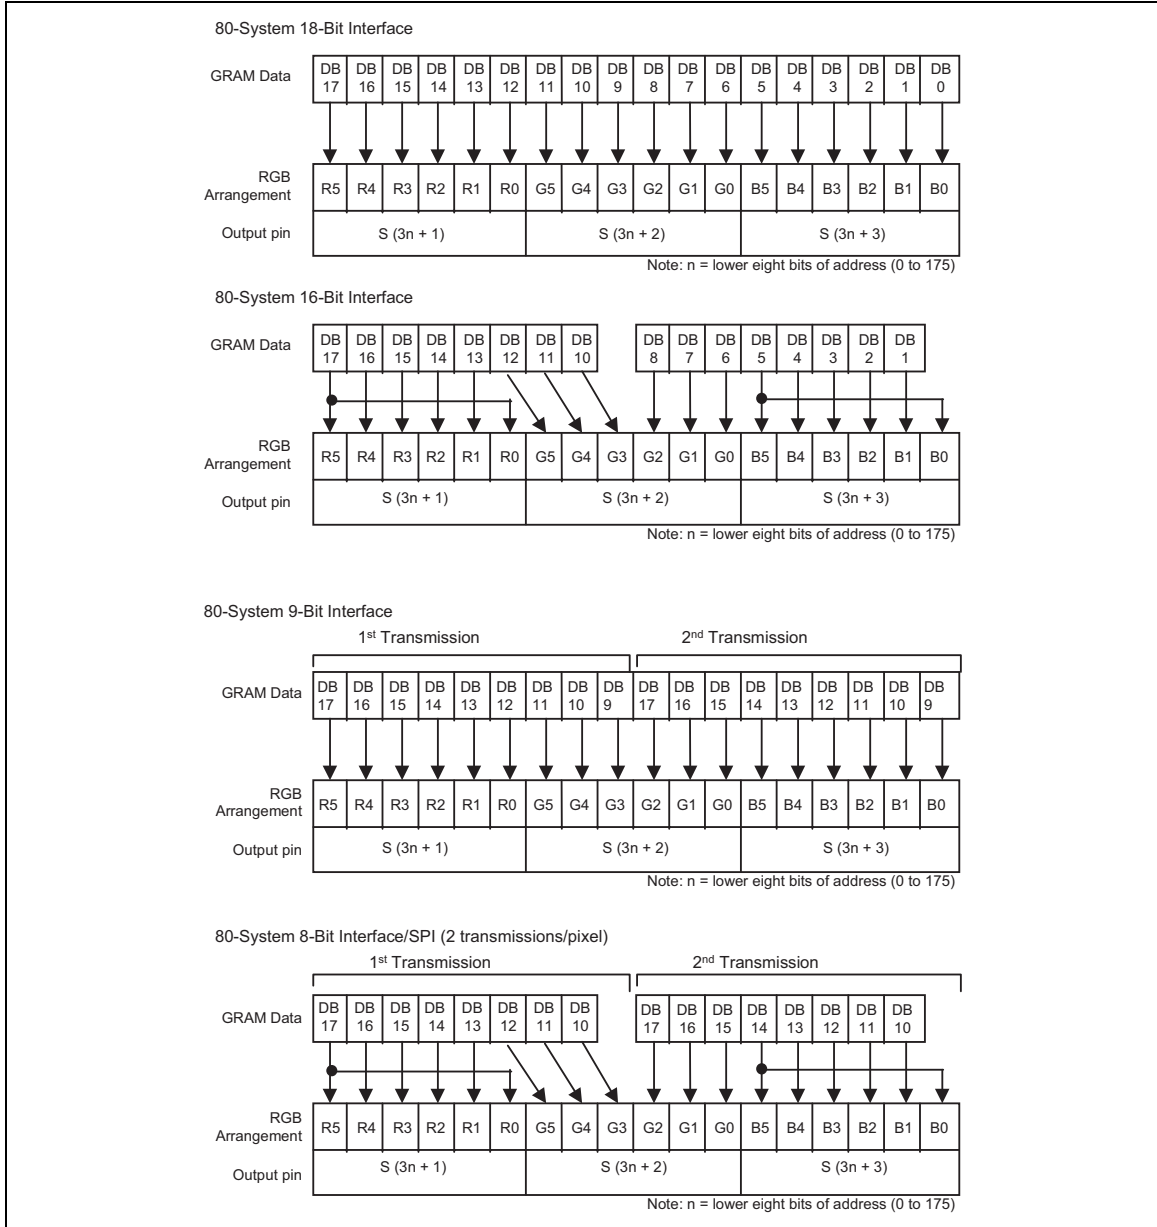 80-System 18-Bit Interface
GRAM Data
DB 17 DB 16 DB 15 DB 14 DB 13 DB 12 DB 11 DB 10 DB 9 DB 8 DB 7 DB 6 DB 5 DB 4 DB 3 DB 2 DB 1 DB 0
RGB Arrangement
R5 R4 R3 R2 R1 R0 G5 G4 G3 G2 G1 G0 B5 B4 B3 B2 B1 B0
Output pin
S (3n + 1) S (3n + 2) S (3n + 3)
Note: n = lower eight bits of address (0 to 175)
80-System 16-Bit Interface
GRAM Data
DB 17 DB 16 DB 15 DB 14 DB 13 DB 12 DB 11 DB 10 DB 8 DB 7 DB 6 DB 5 DB 4 DB 3 DB 2 DB 1
RGB Arrangement
R5 R4 R3 R2 R1 R0 G5 G4 G3 G2 G1 G0 B5 B4 B3 B2 B1 B0
Output pin
S (3n + 1) S (3n + 2) S (3n + 3)
Note: n = lower eight bits of address (0 to 175)
80-System 9-Bit Interface
1st Transmission 2nd Transmission
GRAM Data
DB 17 DB 16 DB 15 DB 14 DB 13 DB 12 DB 11 DB 10 DB 9 DB 17 DB 16 DB 15 DB 14 DB 13 DB 12 DB 11 DB 10 DB 9
RGB Arrangement
R5 R4 R3 R2 R1 R0 G5 G4 G3 G2 G1 G0 B5 B4 B3 B2 B1 B0
Output pin
S (3n + 1) S (3n + 2) S (3n + 3)
Note: n = lower eight bits of address (0 to 175)
80-System 8-Bit Interface/SPI (2 transmissions/pixel)
1st Transmission 2nd Transmission
GRAM Data
DB 17 DB 16 DB 15 DB 14 DB 13 DB 12 DB 11 DB 10 DB 17 DB 16 DB 15 DB 14 DB 13 DB 12 DB 11 DB 10
RGB Arrangement
R5 R4 R3 R2 R1 R0 G5 G4 G3 G2 G1 G0 B5 B4 B3 B2 B1 B0
Output pin
S (3n + 1) S (3n + 2) S (3n + 3)
Note: n = lower eight bits of address (0 to 175)